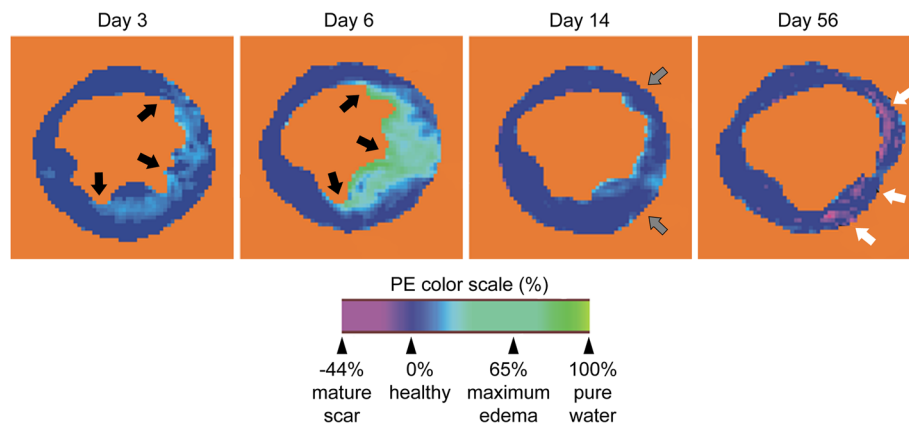 Day 3
Day 6
Day 14
Day 56
PE color scale (%)
-44%
mature
scar
0%
healthy
65%
maximum
edema
100%
pure
water